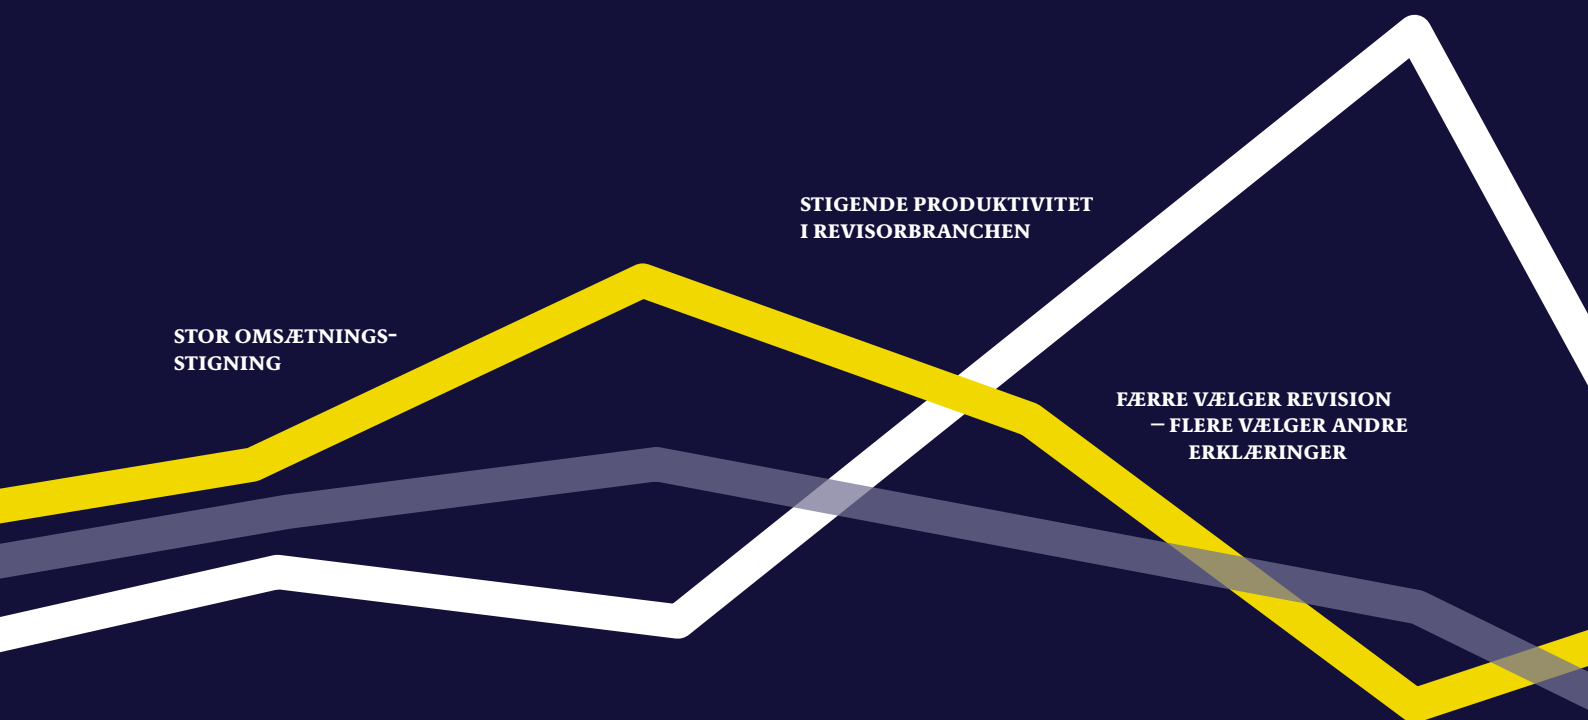 STOR OMSÆTNINGS-
STIGNING
STIGENDE PRODUKTIVITET
I REVISORBRANCHEN
FÆRRE VÆLGER REVISION
– FLERE VÆLGER ANDRE
ERKLÆRINGER